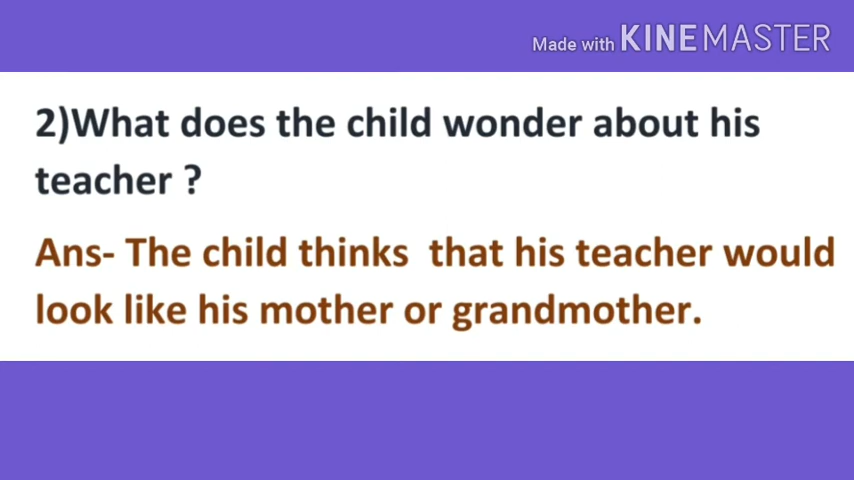 Made with KINEMASTER
2)What does the child wonder about his
teacher ?
Ans- The child thinks that his teacher would
look like his mother or grandmother.